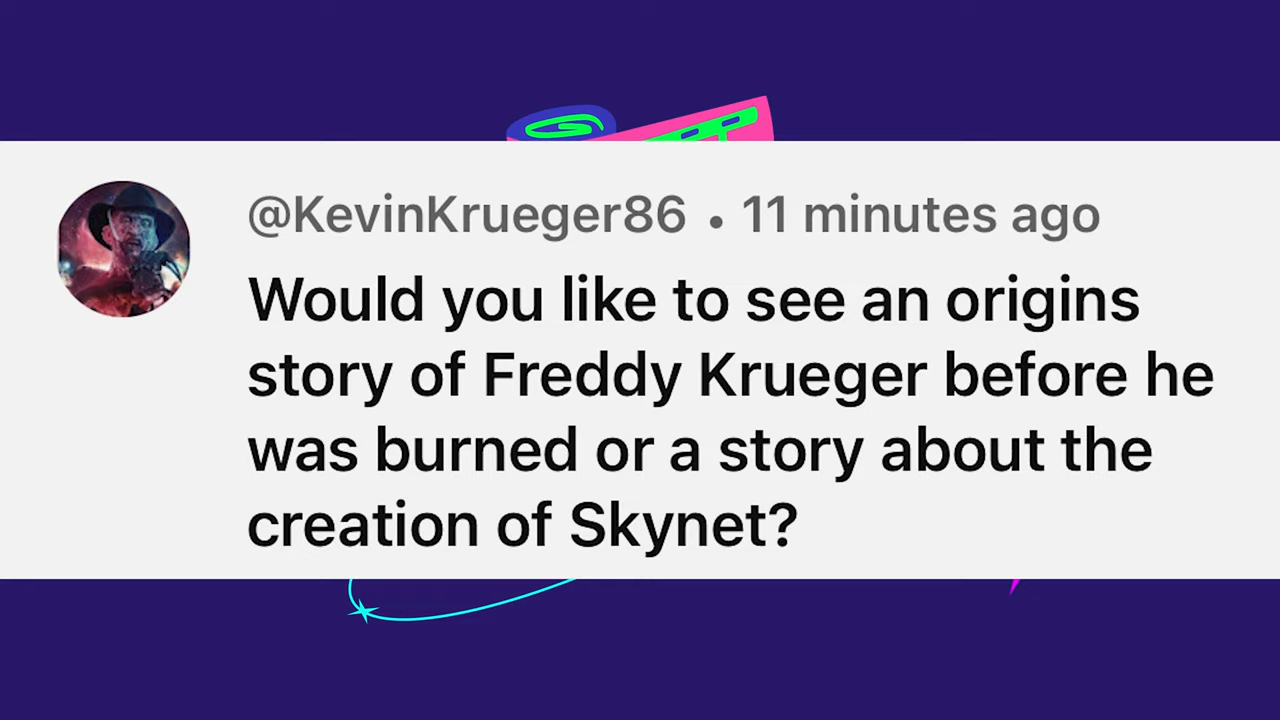 @KevinKrueger86 • 11 minutes ago
Would you like to see an origins
story of Freddy Krueger before he
was burned or a story about the
creation of Skynet?